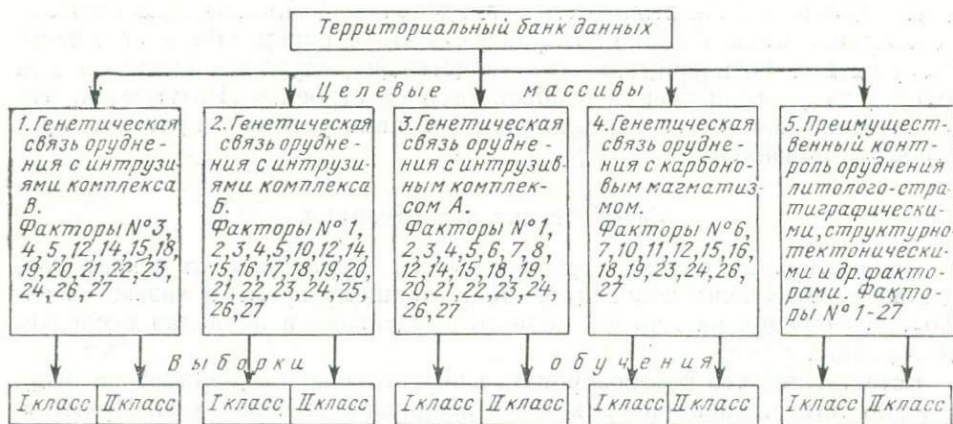 Территориальный банк данных
Целевые массивы
1. Генетическая
связь орудне-
ния с интрузи-
ями комплекса
В.
Факторы №3,
4,5,12,14,15,18,
19,20,21,22,23,
24,26,27
2. Генетическая
связь орудне-
ния с интрузи-
ями комплекса
Б.
Факторы №1,
2,3,4,5,10,12,14,
15,16,17,18,19,20,
21,22,23,24,25,
26,27
3. Генетическая
связь орудне-
ния с интрузив-
ным комплек-
сом А.
Факторы №1,
2,3,4,5,6,7,8,
12,14,15,18,19,
20,21,22,23,24,
26,27
4. Генетическая
связь орудне-
ния с карбоно-
вым магматиз-
мом.
Факторы №6,
7,10,11,12,15,16,
18,19,23,24,26,
27
5. Преимущест-
венный конт-
роль оруднения
литолого-стра-
тиграфически-
ми, структурно-
тектонически-
ми и др. факто-
рами. Факто-
ры №1-27
Выборки обучения
I класс II класс I класс II класс I класс II класс I класс II класс I класс II класс